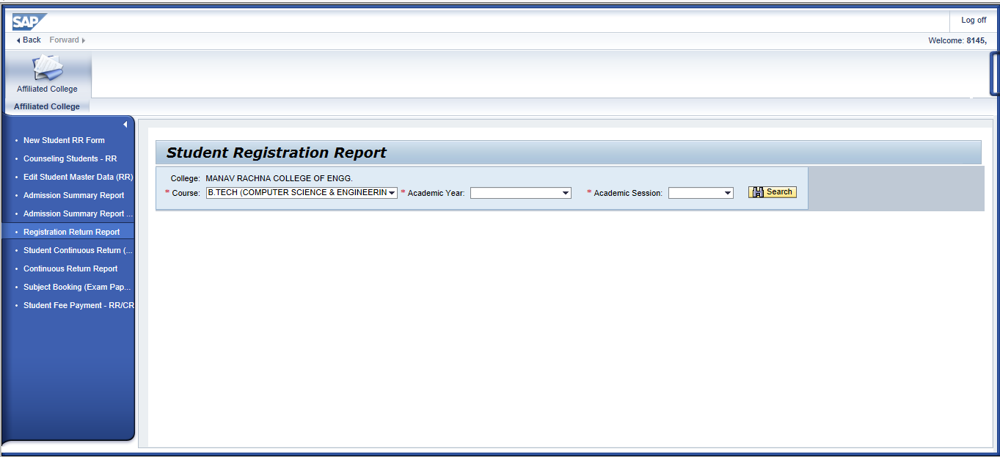 SAP
Log off
Back Forward
Welcome: 8145,
Affiliated College
Affiliated College
New Student RR Form
Counseling Students - RR
Edit Student Master Data (RR)
Admission Summary Report
Admission Summary Report ...
Registration Return Report
Student Continuous Return (...
Continuous Return Report
Subject Booking (Exam Pap...
Student Fee Payment - RR/CR
Student Registration Report
College: MANAV RACHNA COLLEGE OF ENGG.
* Course: B.TECH (COMPUTER SCIENCE & ENGINEERIN * Academic Year: * Academic Session: Search